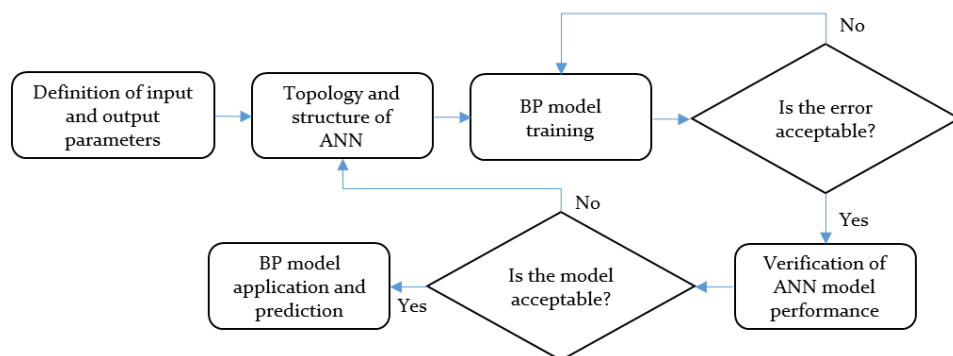 Definition of input
and output
parameters
Topology and
structure of
ANN
BP model
training
No
Is the error
acceptable?
Yes
Verification of
ANN model
performance
No
Is the model
acceptable?
Yes
BP model
application and
prediction